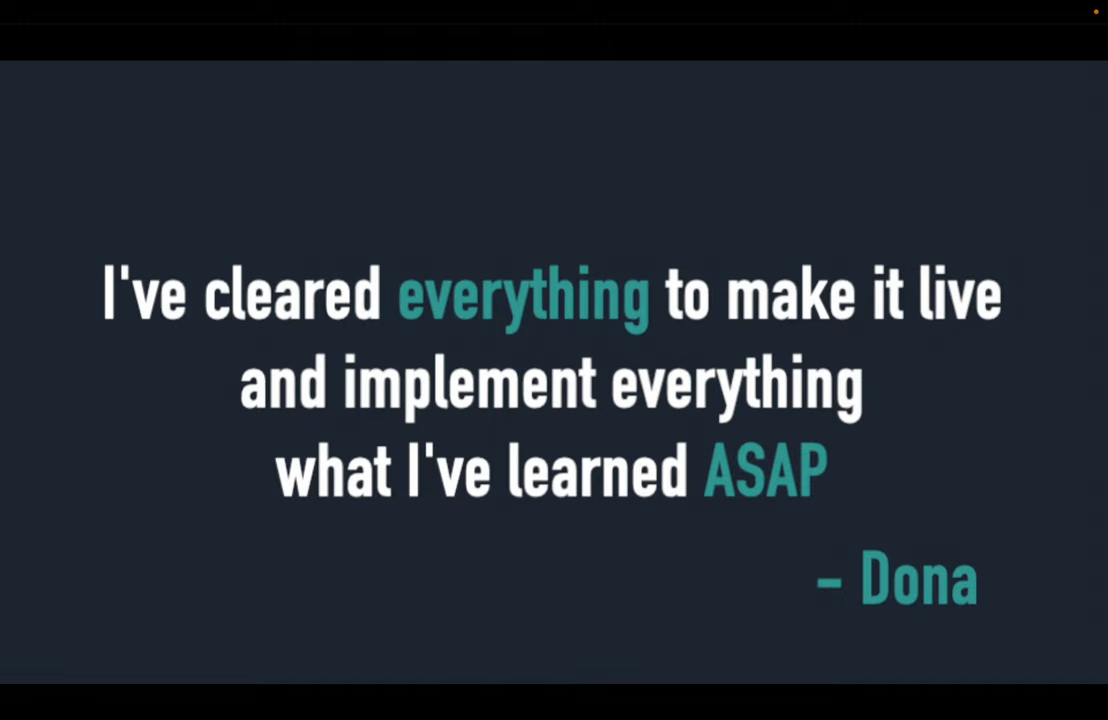 I've cleared everything to make it live
and implement everything
what I've learned ASAP
- Dona